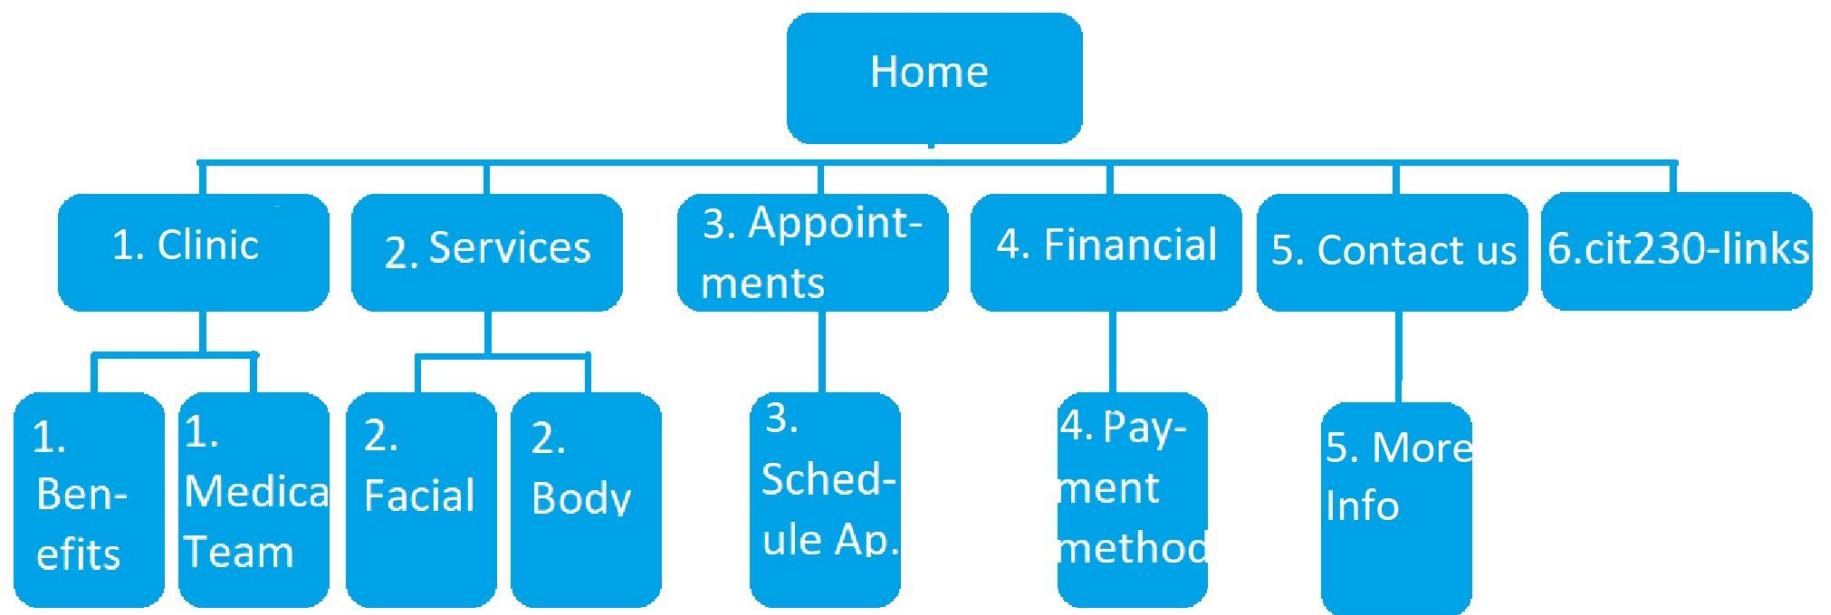 Home
1. Clinic
2. Services
3. Appoint-
ments
4. Financial
5. Contact us
6.cit230-links
1.
Ben-
efits
1.
Medica
Team
2.
Facial
2.
Body
3.
Sched-
ule Ap.
4. Pay-
ment
method
5. More
Info